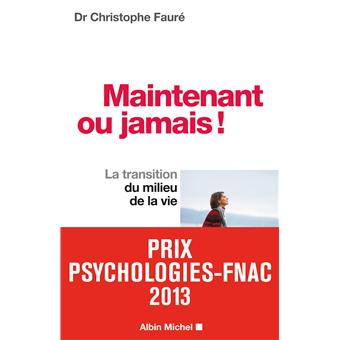 Dr Christophe Fauré
Maintenant
ou jamais !
La transition
du milieu
de la vie
PRIX
PSYCHOLOGIES-FNAC
2013
Albin Michel